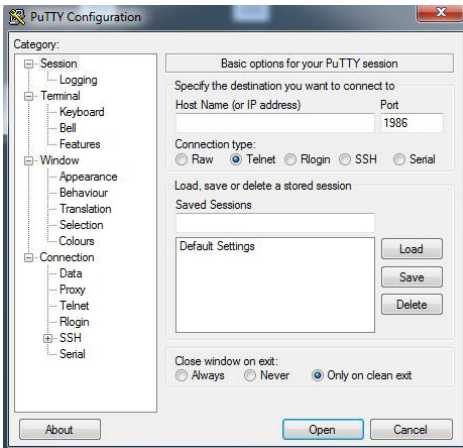 PuTTY Configuration
Category:
Session
Logging
Terminal
Keyboard
Bell
Features
Window
Appearance
Behaviour
Translation
Selection
Colours
Connection
Data
Proxy
Telnet
Rlogin
SSH
Serial
Basic options for your PuTTY session
Specify the destination you want to connect to
Host Name (or IP address) Port
1986
Connection type:
Raw Telnet Rlogin SSH Serial
Load, save or delete a stored session
Saved Sessions
Default Settings
Load
Save
Delete
Close window on exit:
Always Never Only on clean exit
About Open Cancel